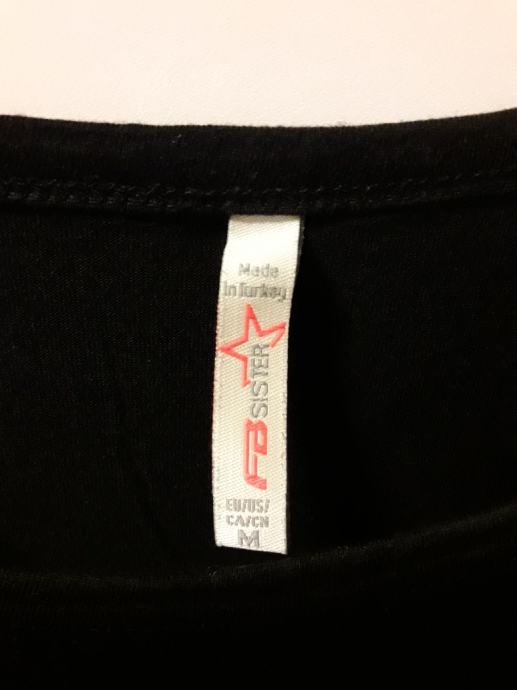 Made
in Turkey
FB SISTER
EU/US/
CA/CN
M